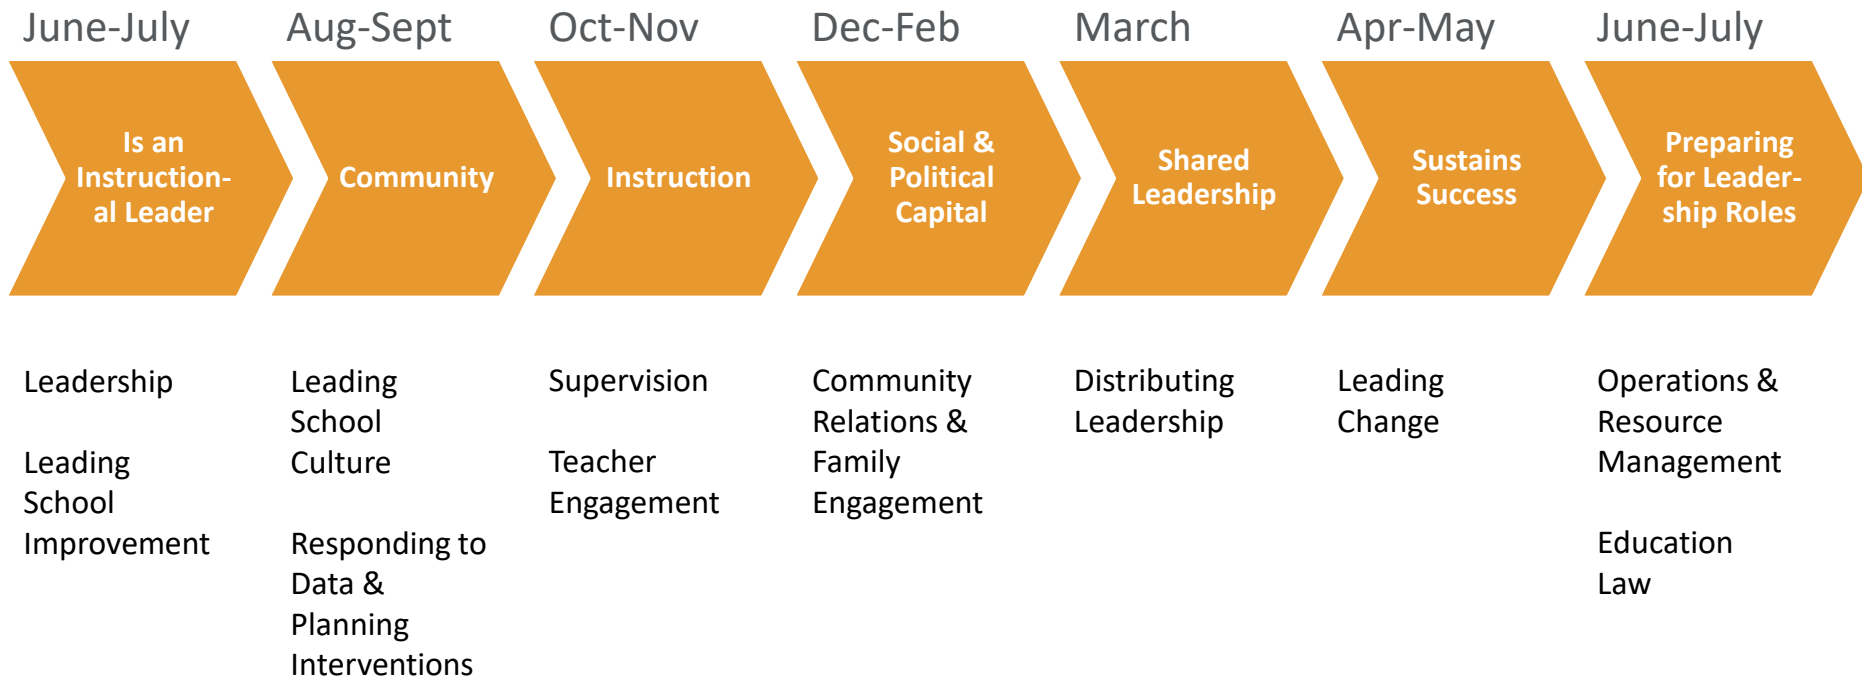 June-July
Aug-Sept
Oct-Nov
Dec-Feb
March
Apr-May
June-July
Is an
Instruction-
al Leader
Community
Instruction
Social &
Political
Capital
Shared
Leadership
Sustains
Success
Preparing
for Leader-
ship Roles
Leadership
Leading
School
Improvement
Leading
School
Culture
Responding to
Data &
Planning
Interventions
Supervision
Teacher
Engagement
Community
Relations &
Family
Engagement
Distributing
Leadership
Leading
Change
Operations &
Resource
Management
Education
Law